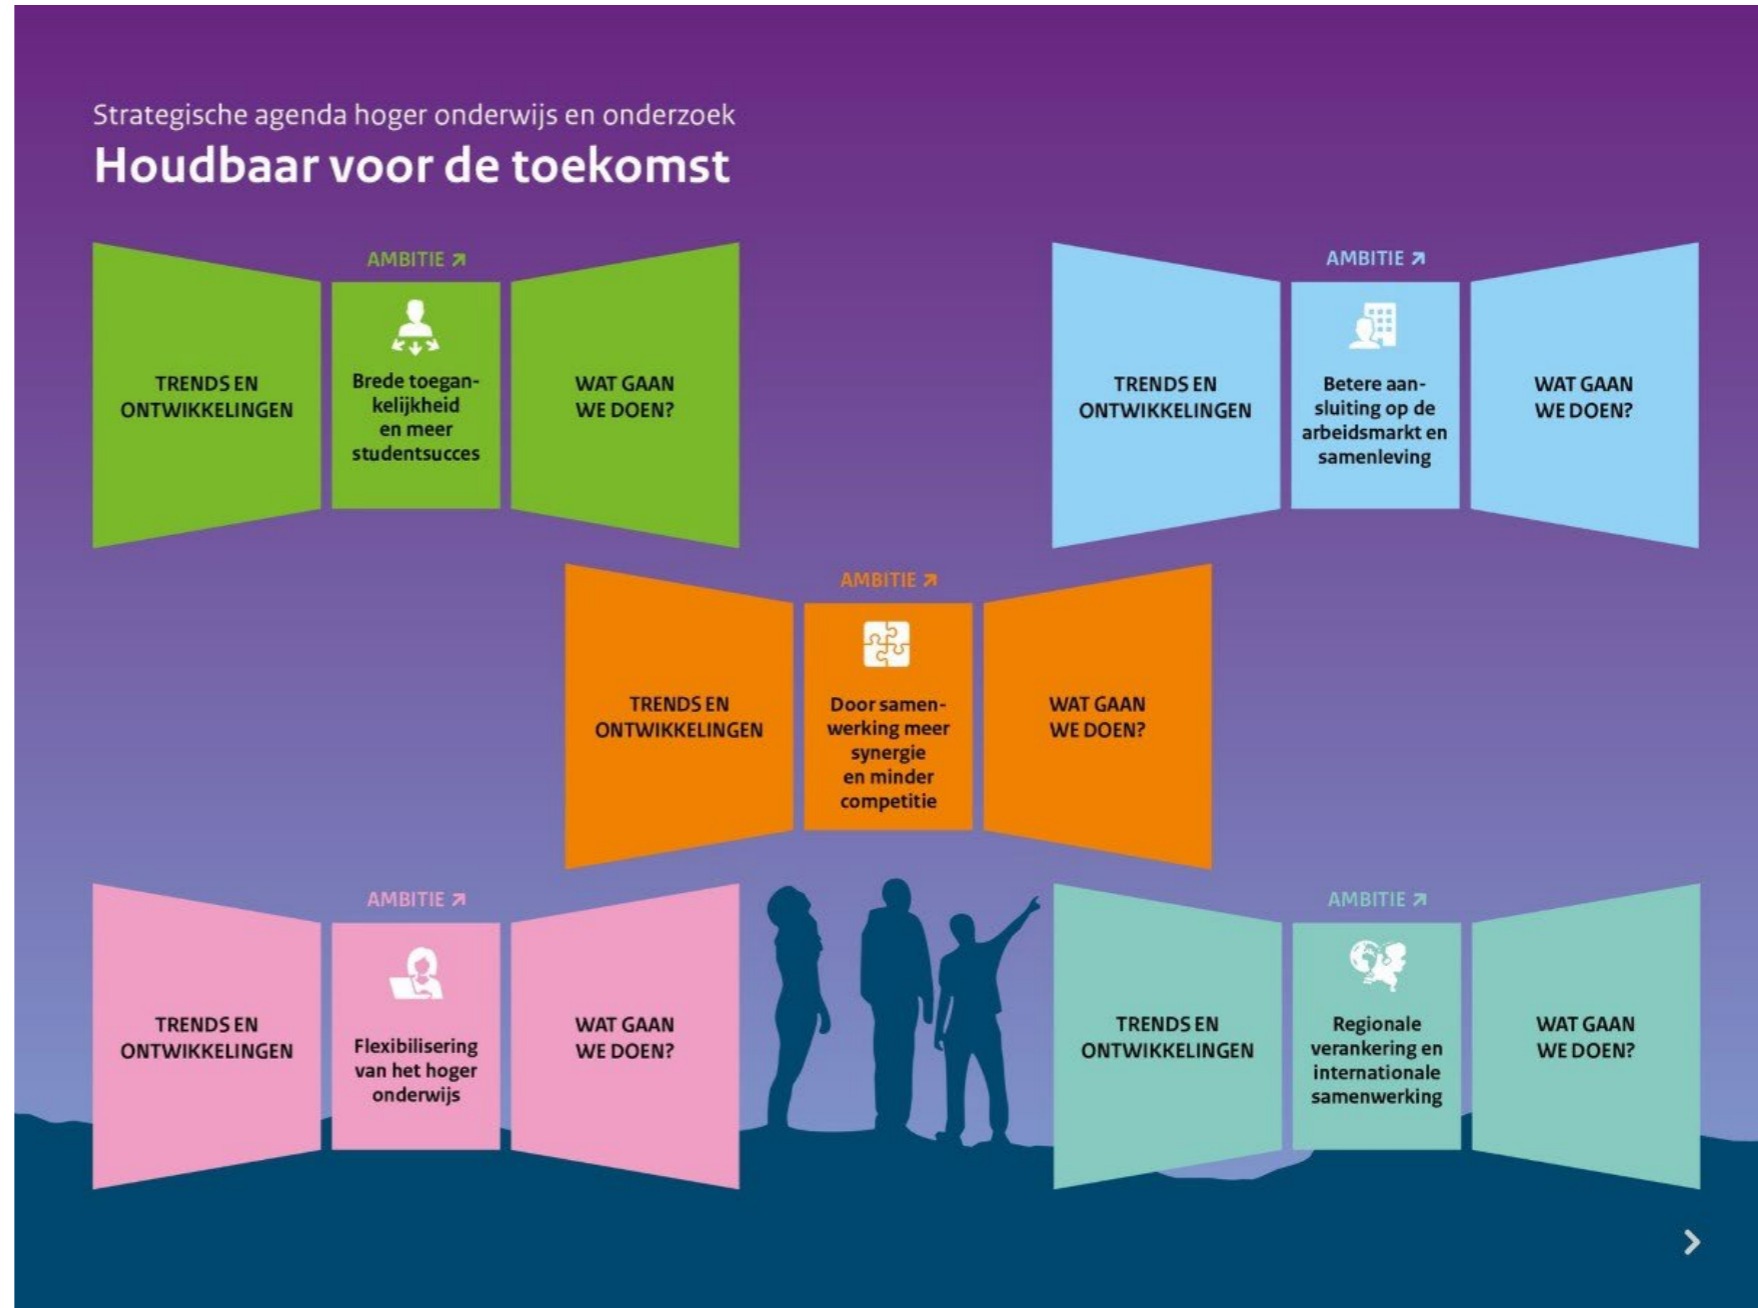 Strategische agenda hoger onderwijs en onderzoek
Houdbaar voor de toekomst
AMBITIE
TRENDS EN
ONTWIKKELINGEN
Brede toegan-
kelijkheid
en meer
studentsucces
WAT GAAN
WE DOEN?
AMBITIE
TRENDS EN
ONTWIKKELINGEN
Betere aan-
sluiting op de
arbeidsmarkt en
samenleving
WAT GAAN
WE DOEN?
AMBITIE
TRENDS EN
ONTWIKKELINGEN
Door samen-
werking meer
synergie
en minder
competitie
WAT GAAN
WE DOEN?
AMBITIE
TRENDS EN
ONTWIKKELINGEN
Flexibilisering
van het hoger
onderwijs
WAT GAAN
WE DOEN?
AMBITIE
TRENDS EN
ONTWIKKELINGEN
Regionale
verankering en
internationale
samenwerking
WAT GAAN
WE DOEN?